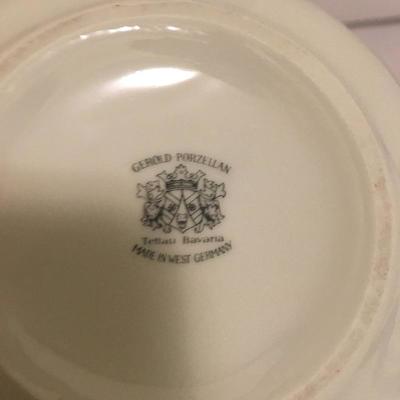 GEROLD PORZELLAN
Tettau Bavaria
MADE IN WEST GERMANY